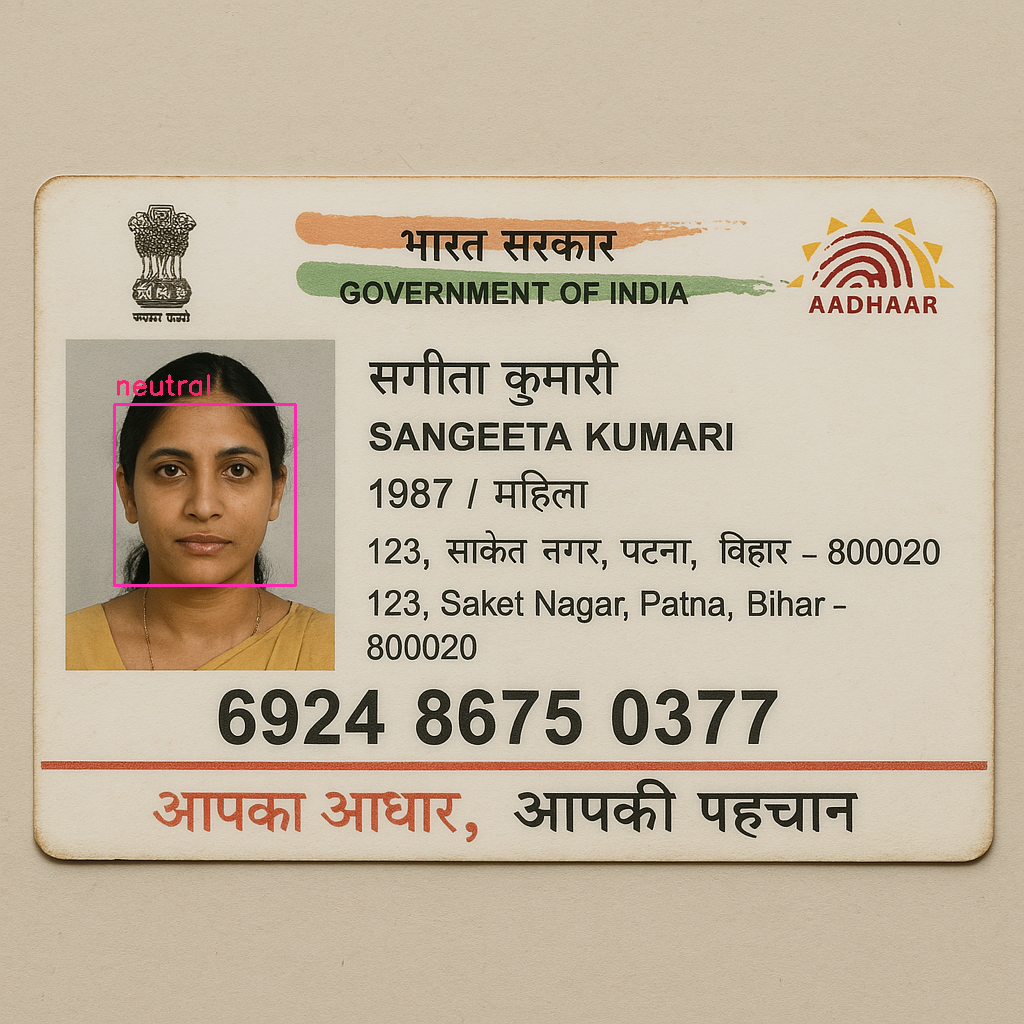 भारत सरकार
GOVERNMENT OF INDIA
AADHAAR
neutral
सगीता कुमारी
SANGEETA KUMARI
1987 / महिला
123, साकेत नगर, पटना, विहार – 800020
123, Saket Nagar, Patna, Bihar –
800020
6924 8675 0377
आपका आधार, आपकी पहचान